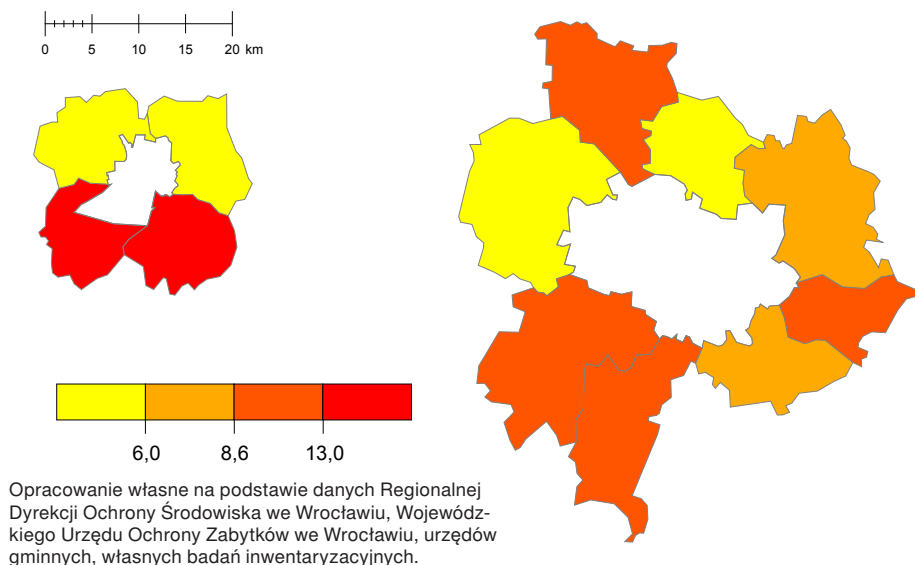 0 5 10 15 20 km
6,0 8,6 13,0
Opracowanie własne na podstawie danych Regionalnej
Dyrekcji Ochrony Środowiska we Wrocławiu, Wojewódz-
kiego Urzędu Ochrony Zabytków we Wrocławiu, urzędów
gminnych, własnych badań inwentaryzacyjnych.